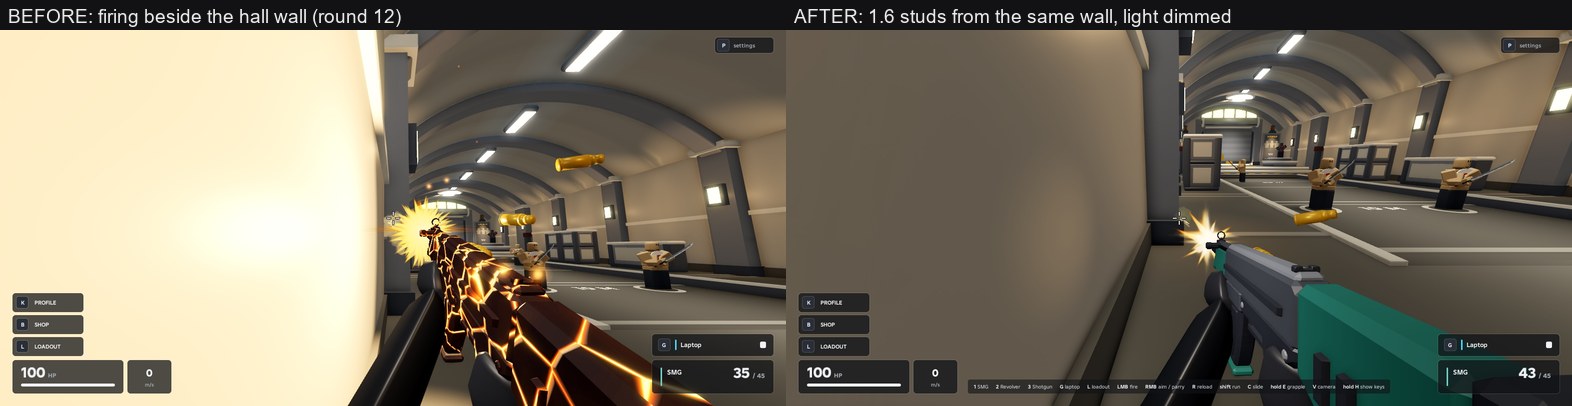 BEFORE: firing beside the hall wall (round 12)
P settings
K PROFILE
B SHOP
L LOADOUT
100 HP
0
m/s
G Laptop
SMG 35 / 45
AFTER: 1.6 studs from the same wall, light dimmed
P settings
K PROFILE
B SHOP
L LOADOUT
100 HP
0
m/s
1 SMG 2 Revolver 3 Shotgun G laptop L loadout LMB fire RMB aim / parry R reload shift run C slide hold E grapple V camera hold H show keys
G Laptop
SMG 43 / 45